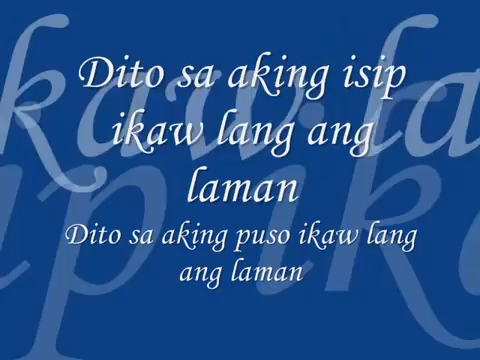 Dito sa aking isip
ikaw lang ang
laman
Dito sa aking puso ikaw lang
ang laman